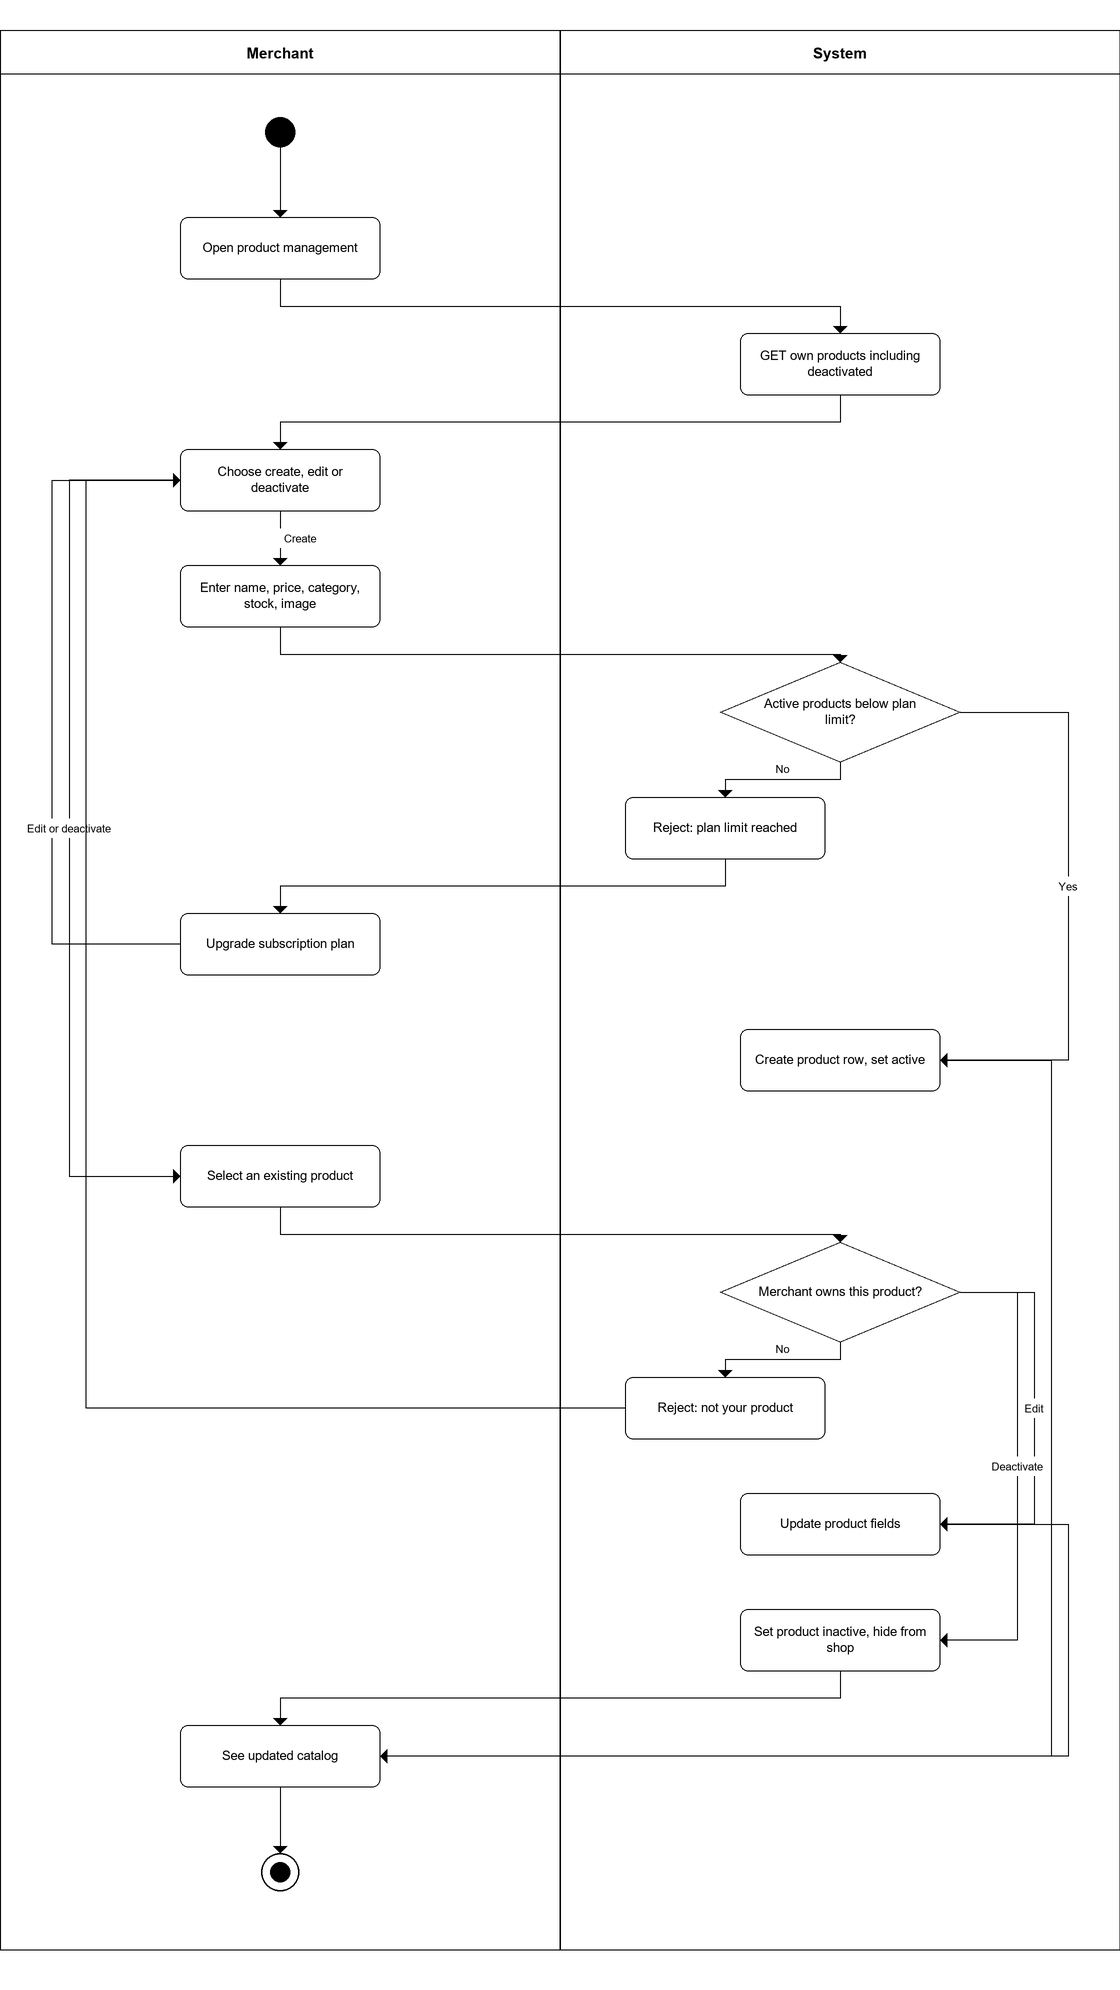 Merchant
System
Open product management
GET own products including
deactivated
Choose create, edit or
deactivate
Create
Enter name, price, category,
stock, image
Active products below plan
limit?
No
Reject: plan limit reached
Edit or deactivate
Yes
Upgrade subscription plan
Create product row, set active
Select an existing product
Merchant owns this product?
No
Reject: not your product
Edit
Deactivate
Update product fields
Set product inactive, hide from
shop
See updated catalog